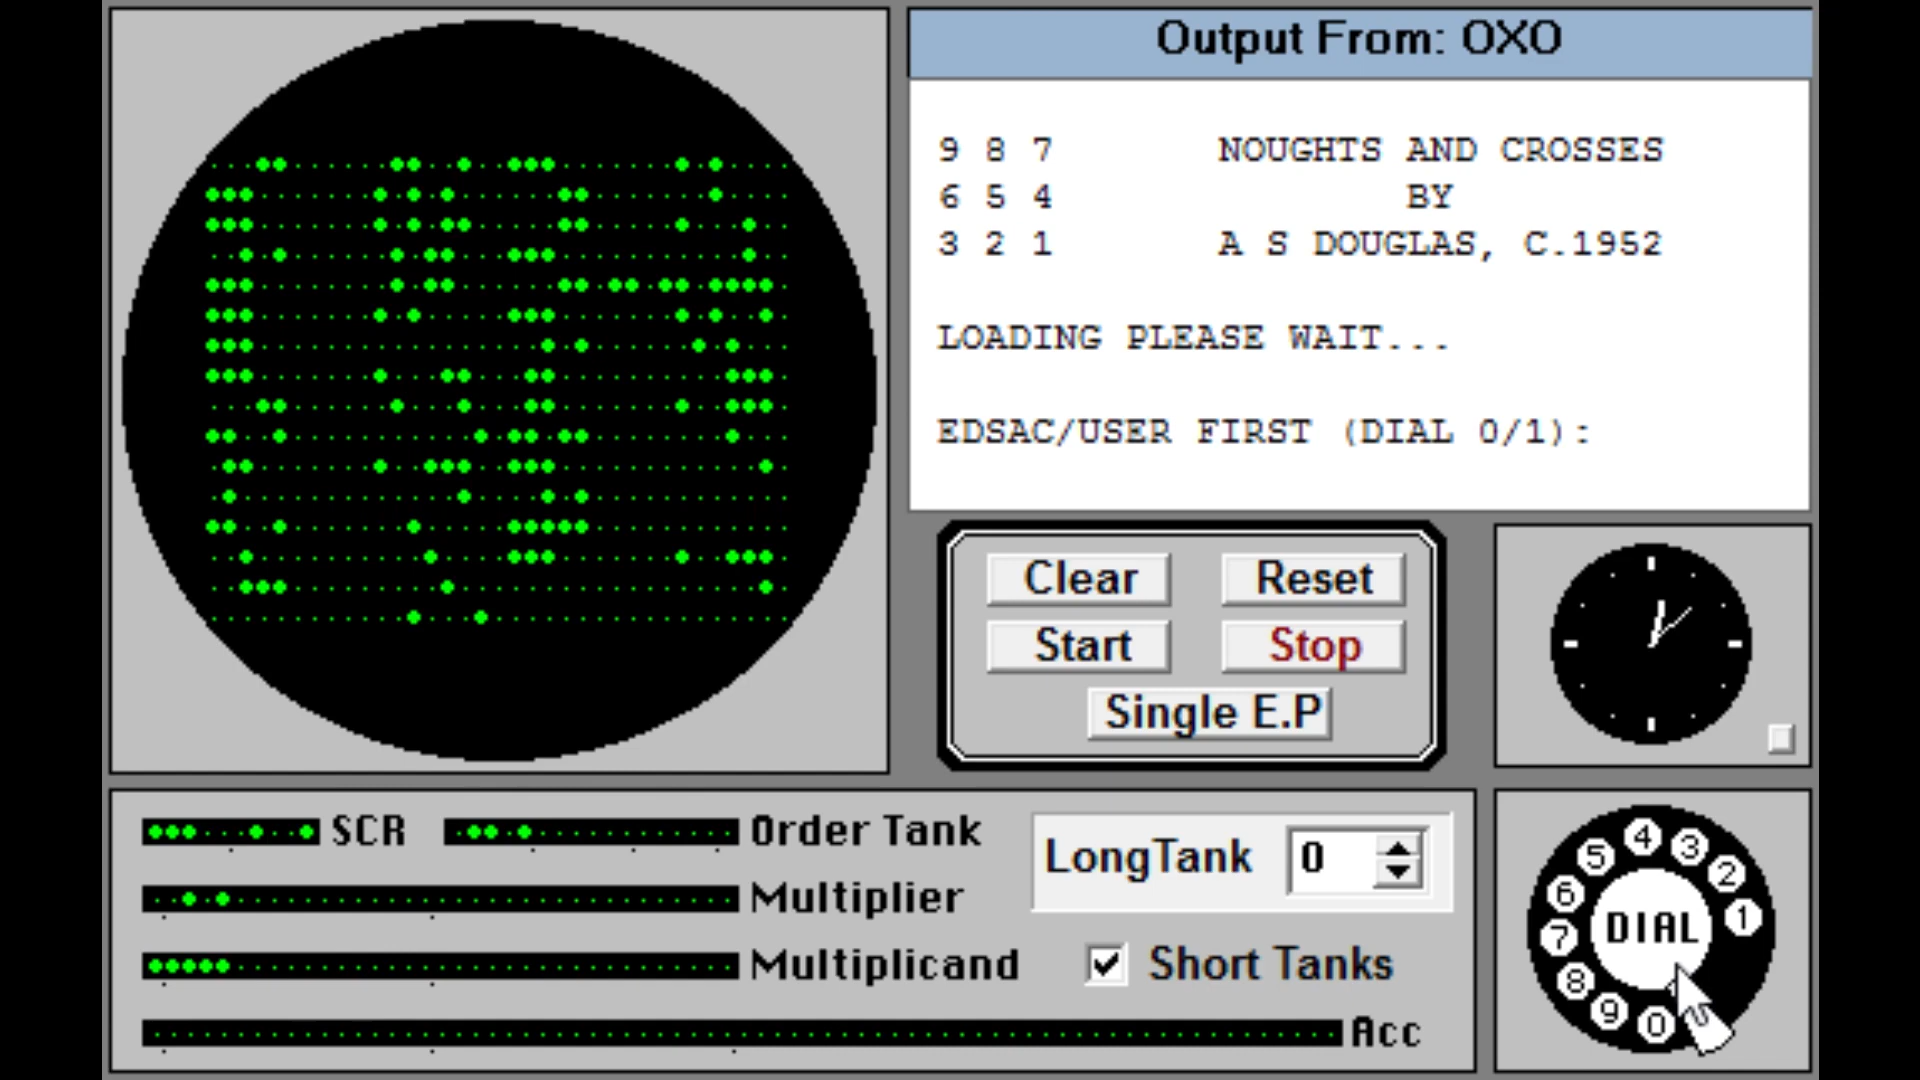 Output From: OXO
9 8 7 NOUGHTS AND CROSSES
6 5 4 BY
3 2 1 A S DOUGLAS, C.1952
LOADING PLEASE WAIT...
EDSAC/USER FIRST (DIAL 0/1):
Clear Reset
Start Stop
Single E.P
SCR Order Tank
LongTank 0
Multiplier
Multiplicand
Short Tanks
Acc
4
5 3
6 2
7 DIAL 1
8
9 0